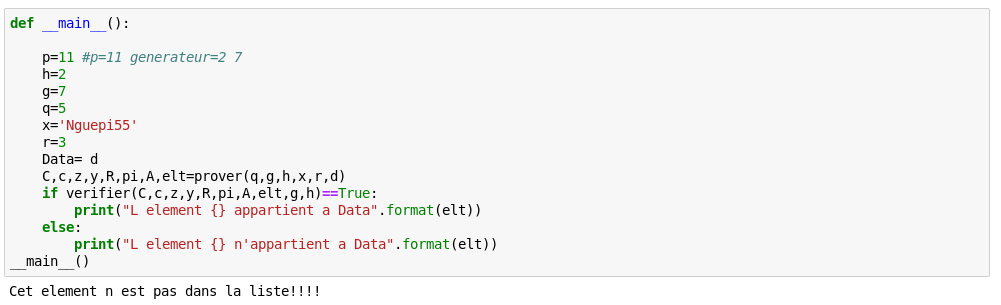 def __main__():
    p=11 #p=11 generateur=2 7
    h=2
    g=7
    q=5
    x='Nguepi55'
    r=3
    Data= d
    C,c,z,y,R,pi,A,elt=prover(q,g,h,x,r,d)
    if verifier(C,c,z,y,R,pi,A,elt,g,h)==True:
        print("L element {} appartient a Data".format(elt))
    else:
        print("L element {} n'appartient a Data".format(elt))
__main__()
Cet element n est pas dans la liste!!!!